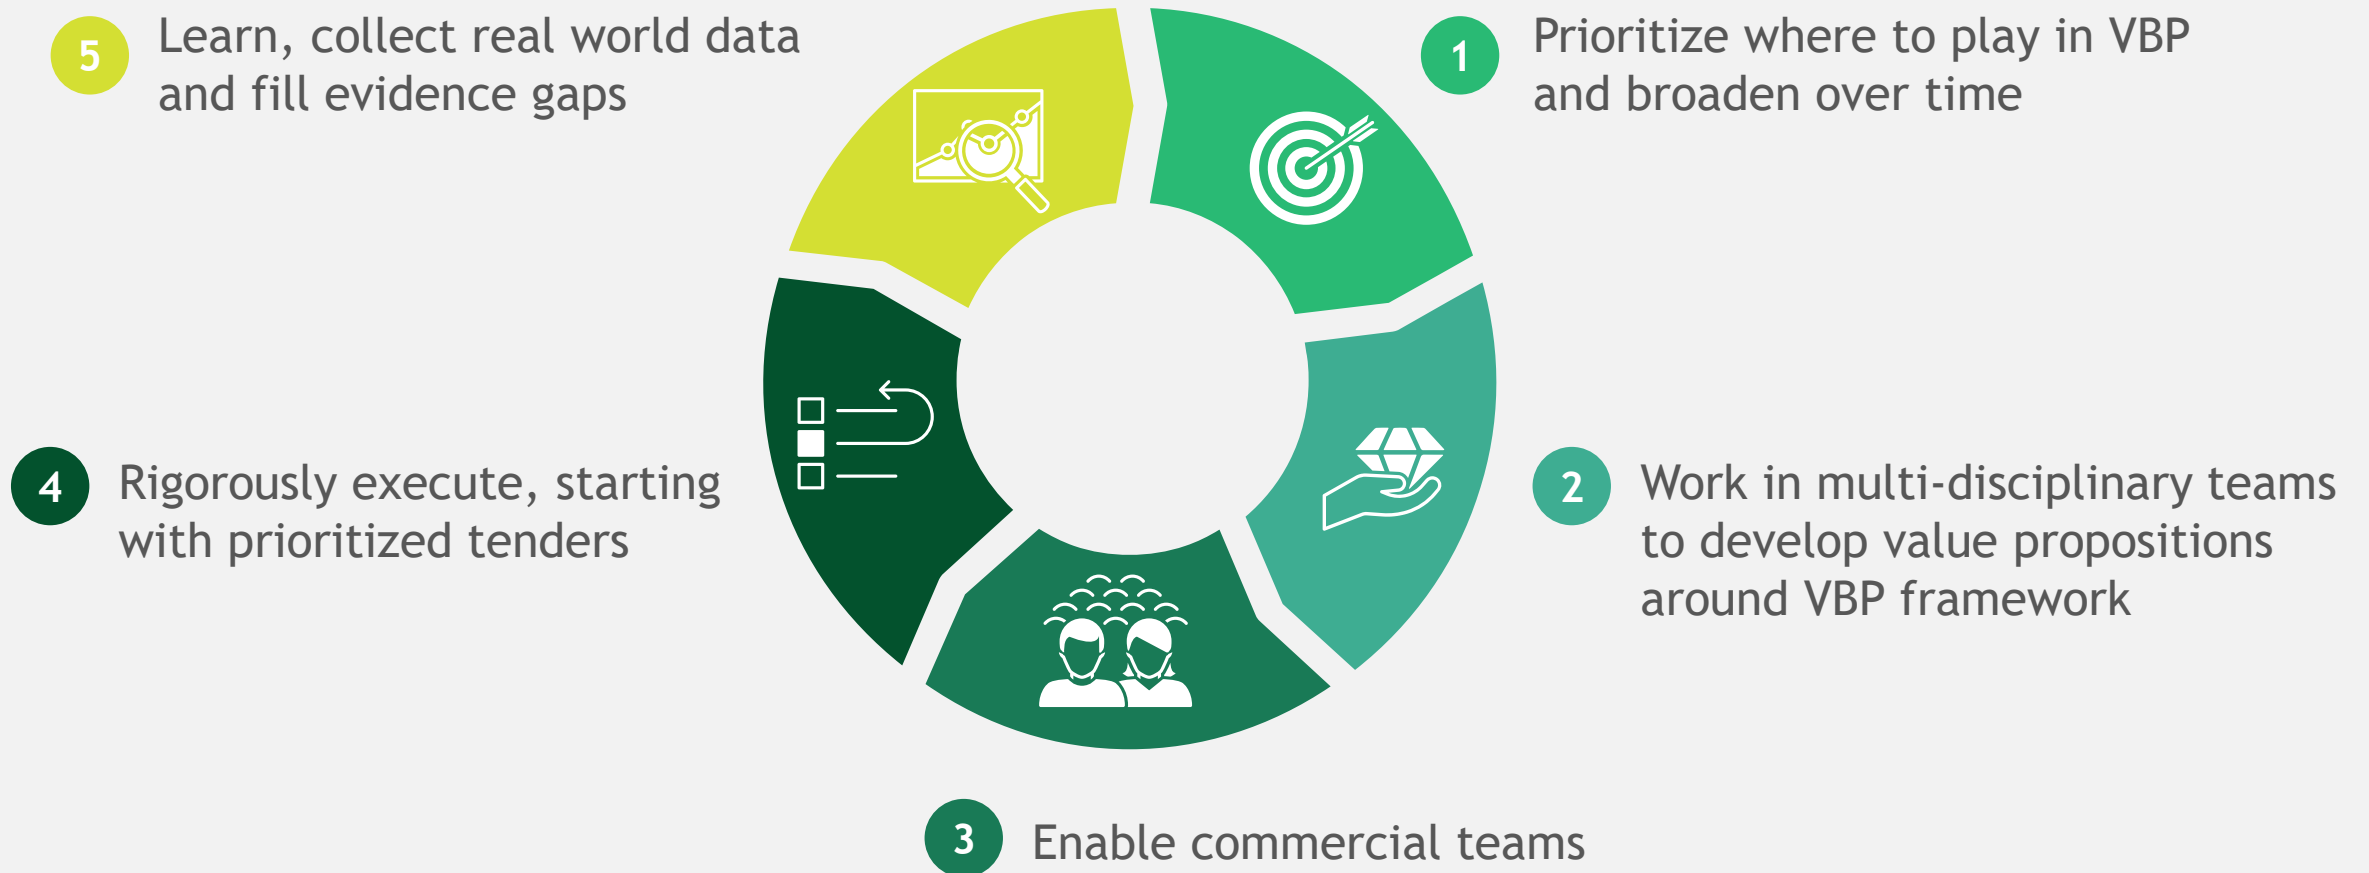 1
Prioritize where to play in VBP
and broaden over time
2
Work in multi-disciplinary teams
to develop value propositions
around VBP framework
3
Enable commercial teams
4
Rigorously execute, starting
with prioritized tenders
5
Learn, collect real world data
and fill evidence gaps